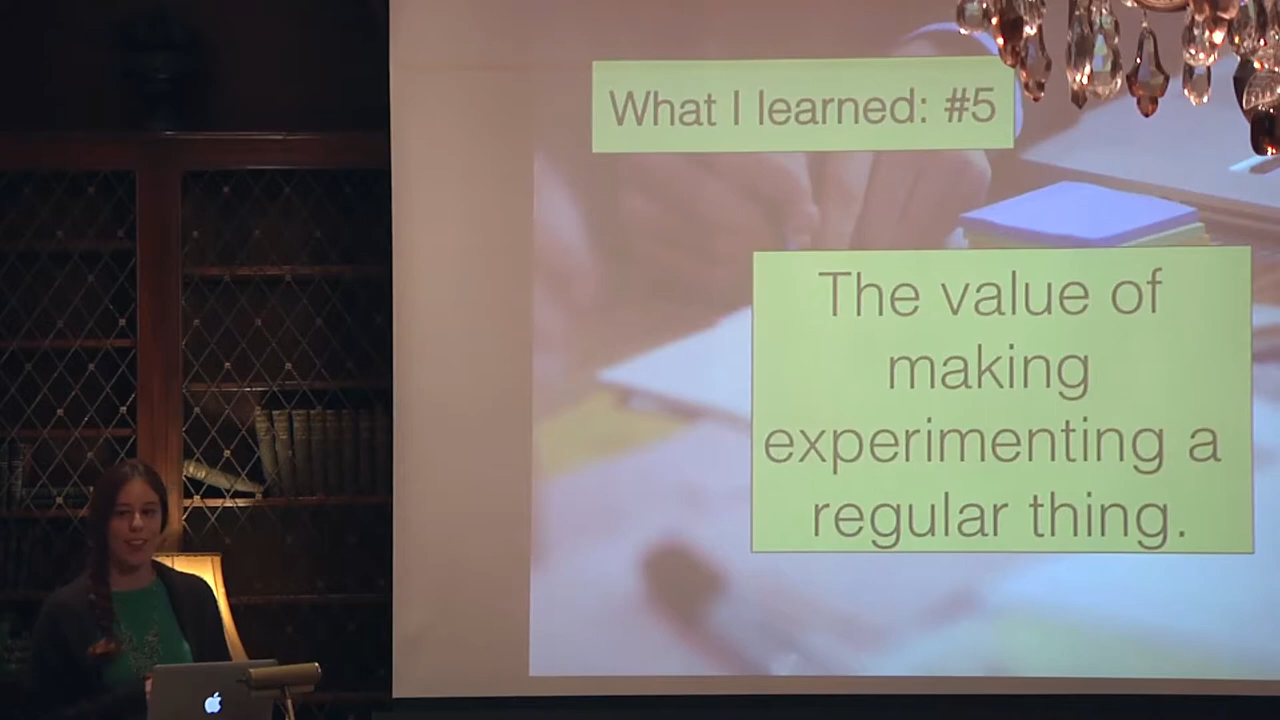 What I learned: #5
The value of
making
experimenting a
regular thing.